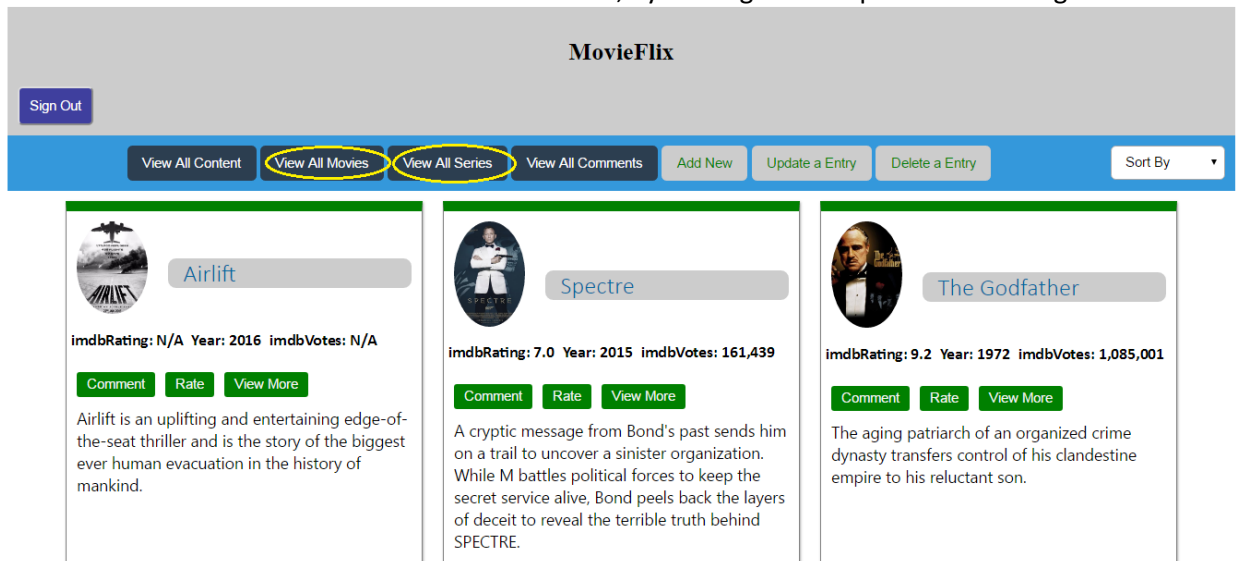 MovieFlix
Sign Out
View All Content View All Movies View All Series View All Comments Add New Update a Entry Delete a Entry Sort By
AIRLIFT
Airlift
SPECTRE
Spectre
The Godfather
The Godfather
imdbRating: N/A Year: 2016 imdbVotes: N/A
imdbRating: 7.0 Year: 2015 imdbVotes: 161,439
imdbRating: 9.2 Year: 1972 imdbVotes: 1,085,001
Comment Rate View More
Airlift is an uplifting and entertaining edge-of-
the-seat thriller and is the story of the biggest
ever human evacuation in the history of
mankind.
Comment Rate View More
A cryptic message from Bond's past sends him
on a trail to uncover a sinister organization.
While M battles political forces to keep the
secret service alive, Bond peels back the layers
of deceit to reveal the terrible truth behind
SPECTRE.
Comment Rate View More
The aging patriarch of an organized crime
dynasty transfers control of his clandestine
empire to his reluctant son.